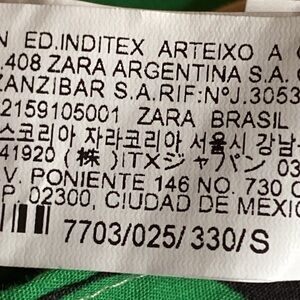 N ED.INDITEX ARTEIXO A
.408 ZARA ARGENTINA S.A.
ZANZIBAR S.A.RIF:NºJ.3053
2159105001 ZARA BRASIL
스코리아 자라코리아 서울시 강남
41920 (株)ITXジャパン 03
V. PONIENTE 146 NO. 730 C
P. 02300, CIUDAD DE MEXIC
7703/025/330/S